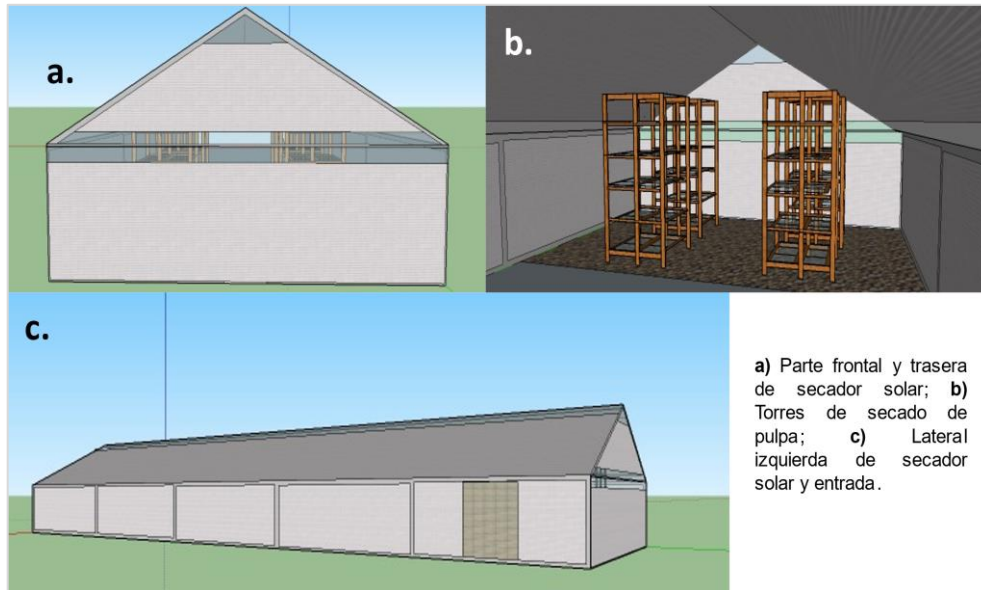 a.
b.
c.
a) Parte frontal y trasera
de secador solar; b)
Torres de secado de
pulpa; c) Lateral
izquierda de secador
solar y entrada.